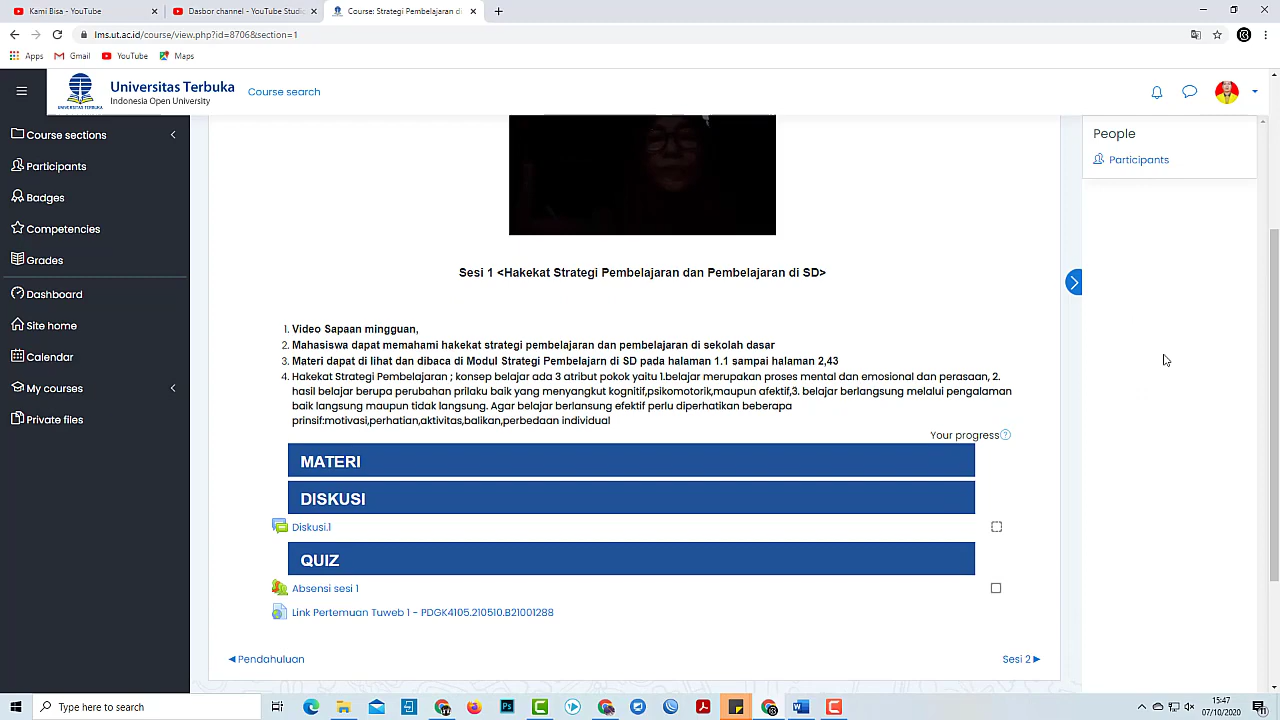 Kami Bisa - YouTube
Dasbor channel - YouTube Studio
Course: Strategi Pembelajaran di
lms.ut.ac.id/course/view.php?id=8706&section=1
Apps
Gmail
YouTube
Maps
Universitas Terbuka
Indonesia Open University
UNIVERSITAS TERBUKA
Course search
Course sections
Participants
Badges
Competencies
Grades
Dashboard
Site home
Calendar
My courses
Private files
People
Participants
Sesi 1 <Hakekat Strategi Pembelajaran dan Pembelajaran di SD>
1. Video Sapaan mingguan,
2. Mahasiswa dapat memahami hakekat strategi pembelajaran dan pembelajaran di sekolah dasar
3. Materi dapat di lihat dan dibaca di Modul Strategi Pembelajarn di SD pada halaman 1.1 sampai halaman 2,43
4. Hakekat Strategi Pembelajaran ; konsep belajar ada 3 atribut pokok yaitu 1.belajar merupakan proses mental dan emosional dan perasaan, 2.
hasil belajar berupa perubahan prilaku baik yang menyangkut kognitif,psikomotorik,maupun afektif,3. belajar berlangsung melalui pengalaman
baik langsung maupun tidak langsung. Agar belajar berlansung efektif perlu diperhatikan beberapa
prinsif:motivasi,perhatian,aktivitas,balikan,perbedaan individual
Your progress
MATERI
DISKUSI
Diskusi.1
QUIZ
Absensi sesi 1
Link Pertemuan Tuweb 1 - PDGK4105.210510.B21001288
◀ Pendahuluan
Sesi 2 ▶
Type here to search
15:47
07/10/2020